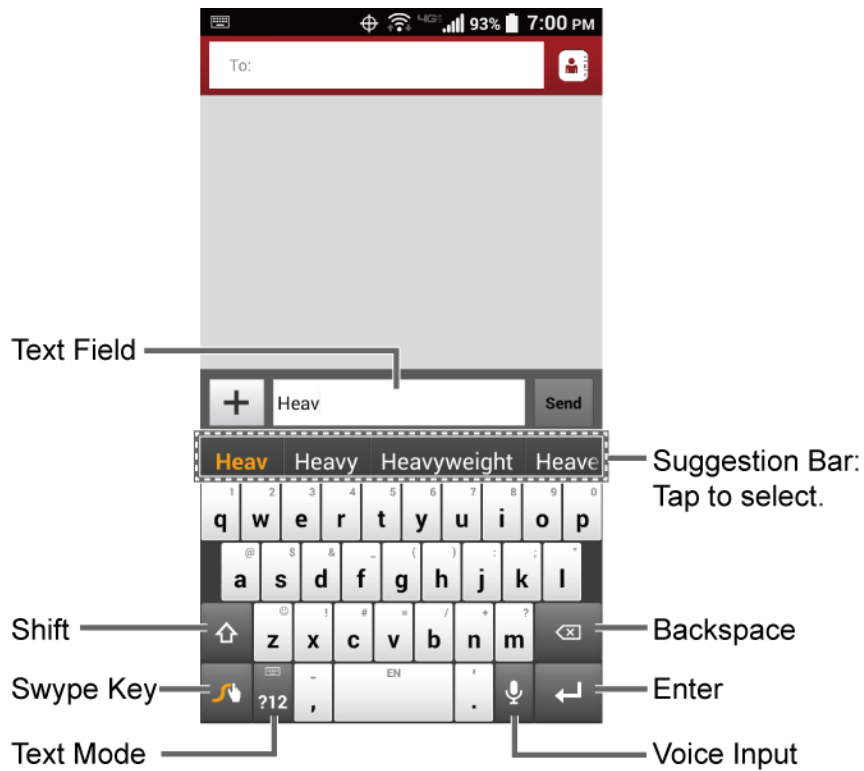 4G 93% 7:00 PM
To:
Text Field
Heav
Send
Heav Heavy Heavyweight Heave
Suggestion Bar:
Tap to select.
1 2 3 4 5 6 7 8 9 0
q w e r t y u i o p
@ $ & _ ( ) : ; "
a s d f g h j k l
! # = / + ?
z x c v b n m
Shift
Backspace
EN
?12 , .
Swype Key
Enter
Text Mode
Voice Input